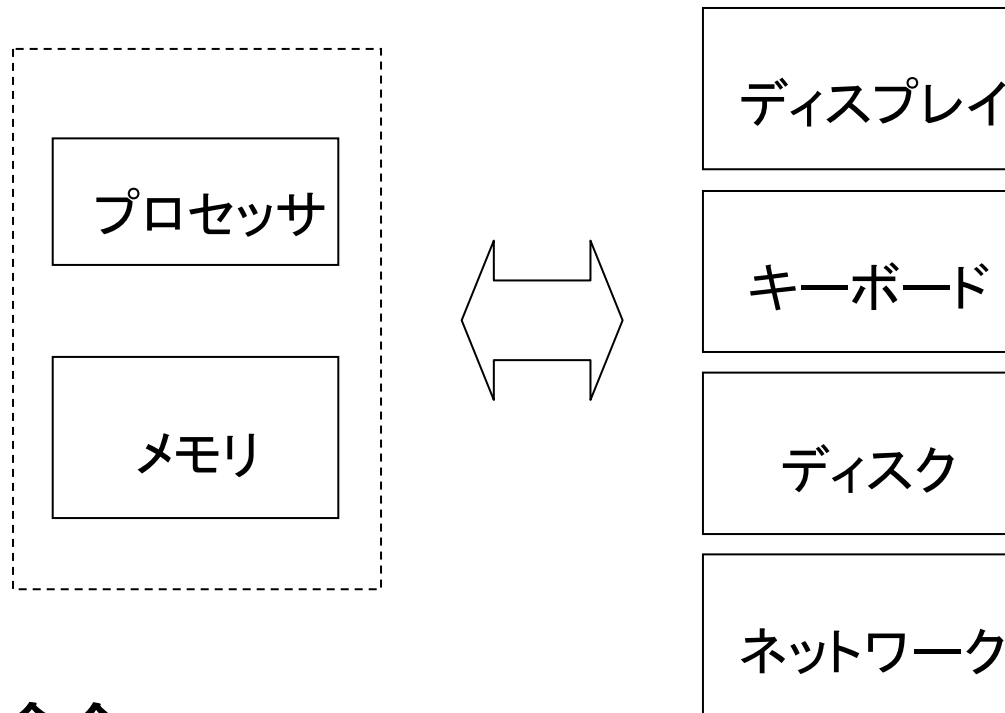 プロセッサ
メモリ
ディスプレイ
キーボード
ディスク
ネットワーク